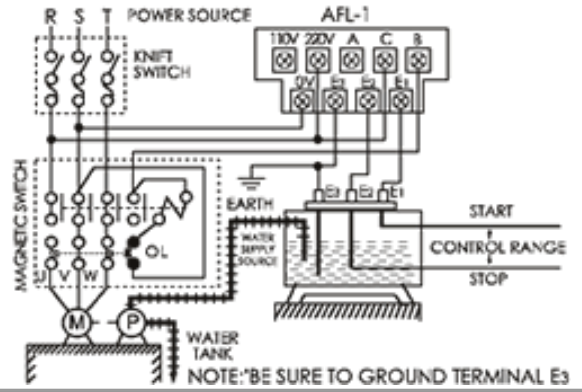 R S T POWER SOURCE
AFL-1
110V 220V A C B
KNIFT
SWITCH
0V E3 E2 E1
MAGNETIC SWITCH
EARTH
E3 E2 E1
START
WATER
SUPPLY
SOURCE
CONTROL RANGE
OL
STOP
U V W
M P
WATER
TANK
NOTE:"BE SURE TO GROUND TERMINAL E3